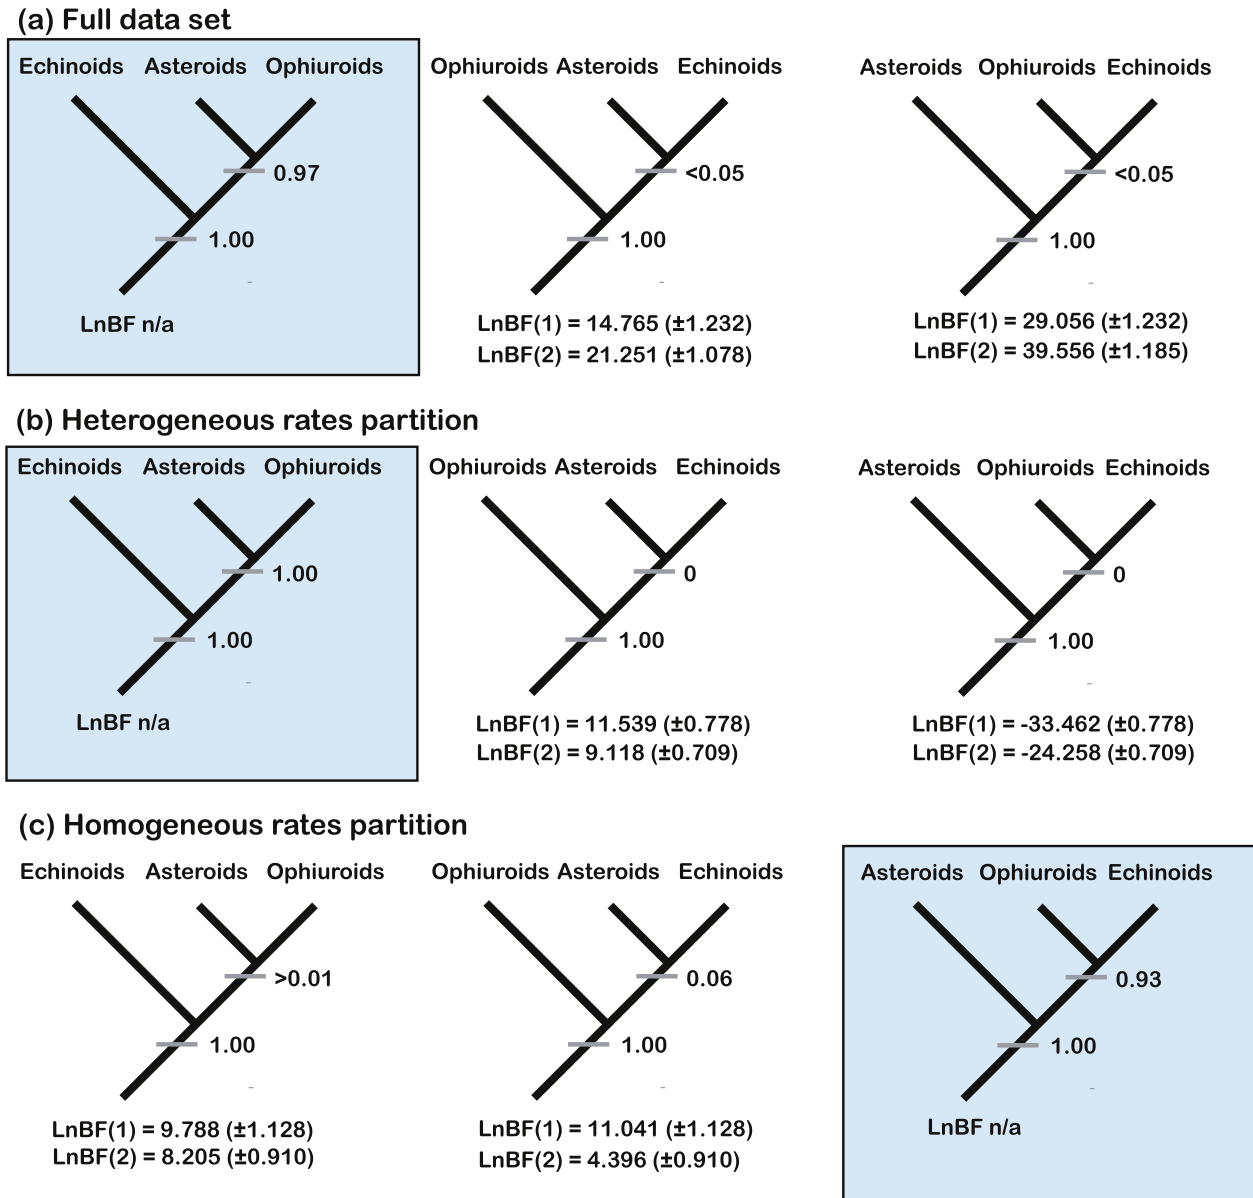 (a) Full data set
Echinoids Asteroids Ophiuroids
0.97
1.00
LnBF n/a
Ophiuroids Asteroids Echinoids
<0.05
1.00
LnBF(1) = 14.765 (±1.232)
LnBF(2) = 21.251 (±1.078)
Asteroids Ophiuroids Echinoids
<0.05
1.00
LnBF(1) = 29.056 (±1.232)
LnBF(2) = 39.556 (±1.185)
(b) Heterogeneous rates partition
Echinoids Asteroids Ophiuroids
1.00
1.00
LnBF n/a
Ophiuroids Asteroids Echinoids
0
1.00
LnBF(1) = 11.539 (±0.778)
LnBF(2) = 9.118 (±0.709)
Asteroids Ophiuroids Echinoids
0
1.00
LnBF(1) = -33.462 (±0.778)
LnBF(2) = -24.258 (±0.709)
(c) Homogeneous rates partition
Echinoids Asteroids Ophiuroids
>0.01
1.00
LnBF(1) = 9.788 (±1.128)
LnBF(2) = 8.205 (±0.910)
Ophiuroids Asteroids Echinoids
0.06
1.00
LnBF(1) = 11.041 (±1.128)
LnBF(2) = 4.396 (±0.910)
Asteroids Ophiuroids Echinoids
0.93
1.00
LnBF n/a